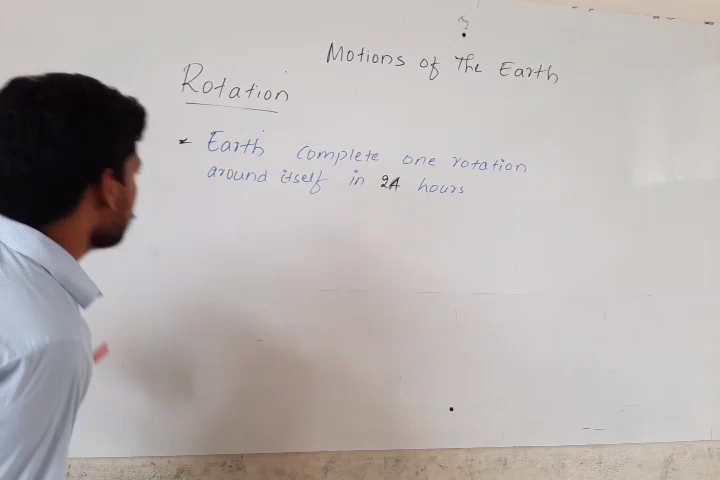 Motions of The Earth
Rotation
* Earth complete one rotation
around itself in 24 hours